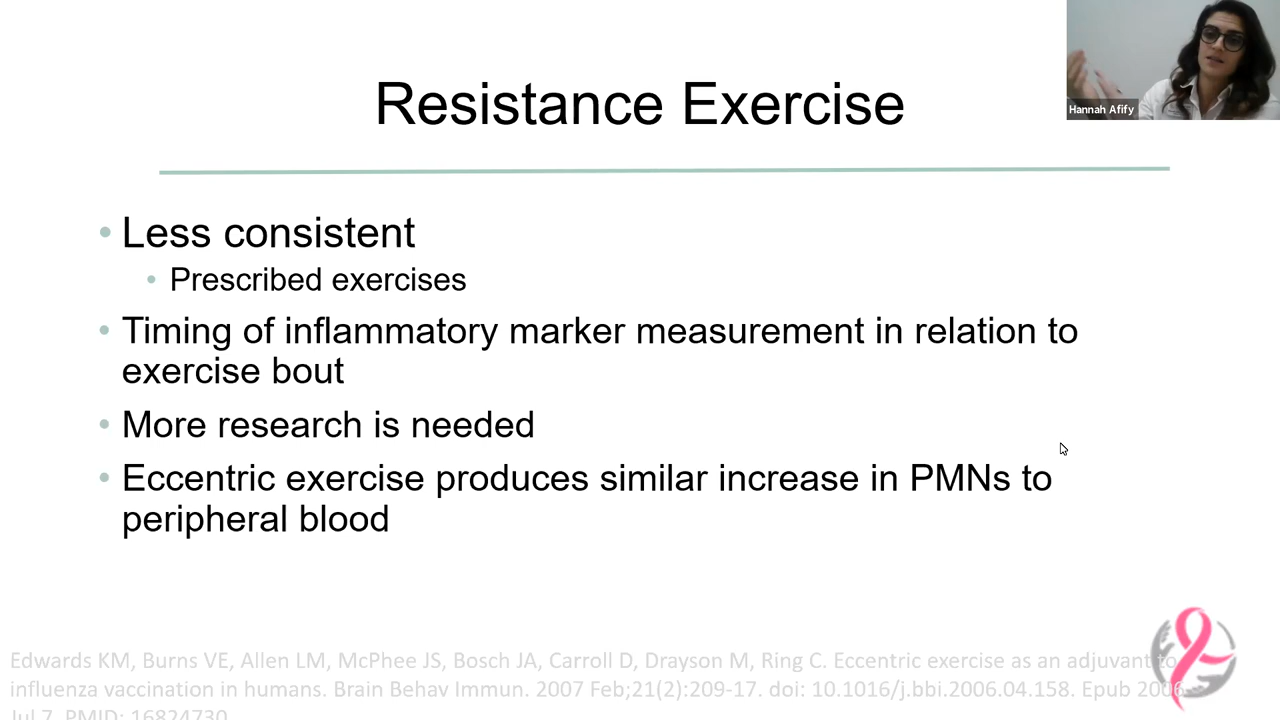 Resistance Exercise
Hannah Afify
• Less consistent
• Prescribed exercises
• Timing of inflammatory marker measurement in relation to
exercise bout
• More research is needed
• Eccentric exercise produces similar increase in PMNs to
peripheral blood
Edwards KM, Burns VE, Allen LM, McPhee JS, Bosch JA, Carroll D, Drayson M, Ring C. Eccentric exercise as an adjuvant to
influenza vaccination in humans. Brain Behav Immun. 2007 Feb;21(2):209-17. doi: 10.1016/j.bbi.2006.04.158. Epub 2006
Jul 7. PMID: 16824730